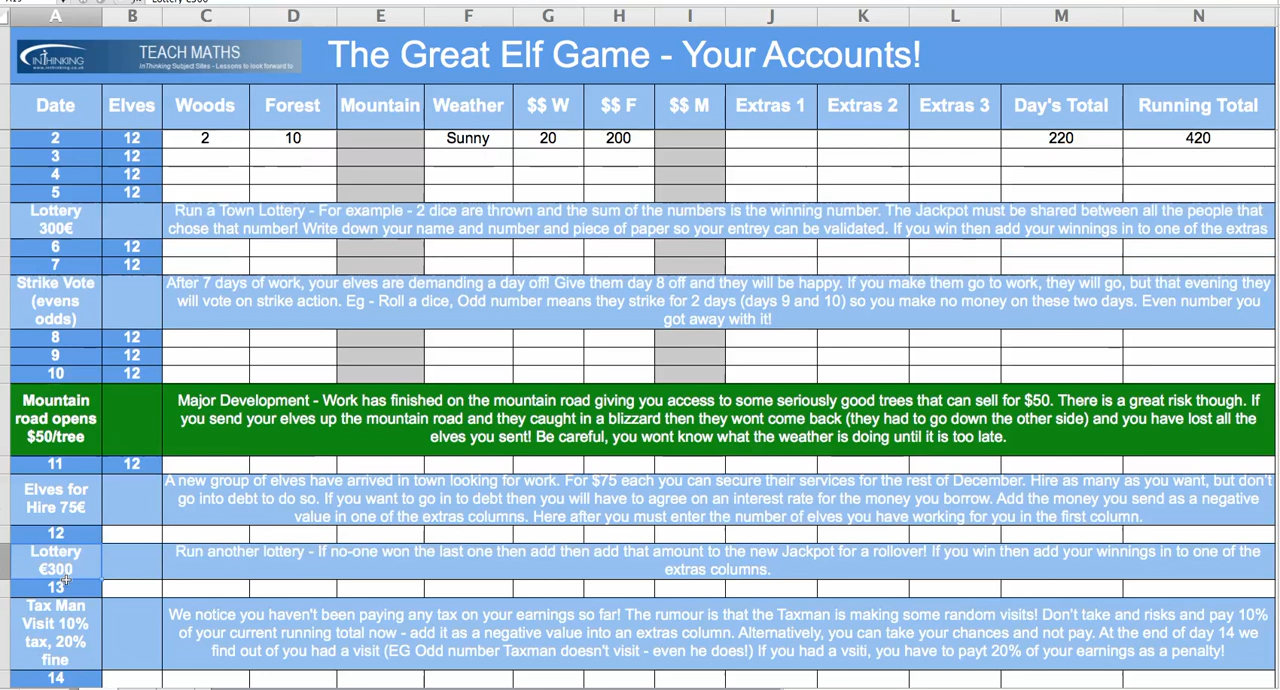 A B C D E F G H I J K L M N
INTHINKING
www.inthinking.co.uk
TEACH MATHS
InThinking Subject Sites - Lessons to look forward to
The Great Elf Game - Your Accounts!
Date Elves Woods Forest Mountain Weather $$ W $$ F $$ M Extras 1 Extras 2 Extras 3 Day's Total Running Total
2 12 2 10 Sunny 20 200 220 420
3 12
4 12
5 12
Lottery
300€
Run a Town Lottery - For example - 2 dice are thrown and the sum of the numbers is the winning number. The Jackpot must be shared between all the people that
chose that number! Write down your name and number and piece of paper so your entrey can be validated. If you win then add your winnings in to one of the extras
6 12
7 12
Strike Vote
(evens
odds)
After 7 days of work, your elves are demanding a day off! Give them day 8 off and they will be happy. If you make them go to work, they will go, but that evening they
will vote on strike action. Eg - Roll a dice, Odd number means they strike for 2 days (days 9 and 10) so you make no money on these two days. Even number you
got away with it!
8 12
9 12
10 12
Mountain
road opens
$50/tree
Major Development - Work has finished on the mountain road giving you access to some seriously good trees that can sell for $50. There is a great risk though. If
you send your elves up the mountain road and they caught in a blizzard then they wont come back (they had to go down the other side) and you have lost all the
elves you sent! Be careful, you wont know what the weather is doing until it is too late.
11 12
Elves for
Hire 75€
A new group of elves have arrived in town looking for work. For $75 each you can secure their services for the rest of December. Hire as many as you want, but don't
go into debt to do so. If you want to go in to debt then you will have to agree on an interest rate for the money you borrow. Add the money you send as a negative
value in one of the extras columns. Here after you must enter the number of elves you have working for you in the first column.
12
Lottery
€300
Run another lottery - If no-one won the last one then add then add that amount to the new Jackpot for a rollover! If you win then add your winnings in to one of the
extras columns.
13
Tax Man
Visit 10%
tax, 20%
fine
We notice you haven't been paying any tax on your earnings so far! The rumour is that the Taxman is making some random visits! Don't take and risks and pay 10%
of your current running total now - add it as a negative value into an extras column. Alternatively, you can take your chances and not pay. At the end of day 14 we
find out of you had a visit (EG Odd number Taxman doesn't visit - even he does!) If you had a vsiti, you have to payt 20% of your earnings as a penalty!
14